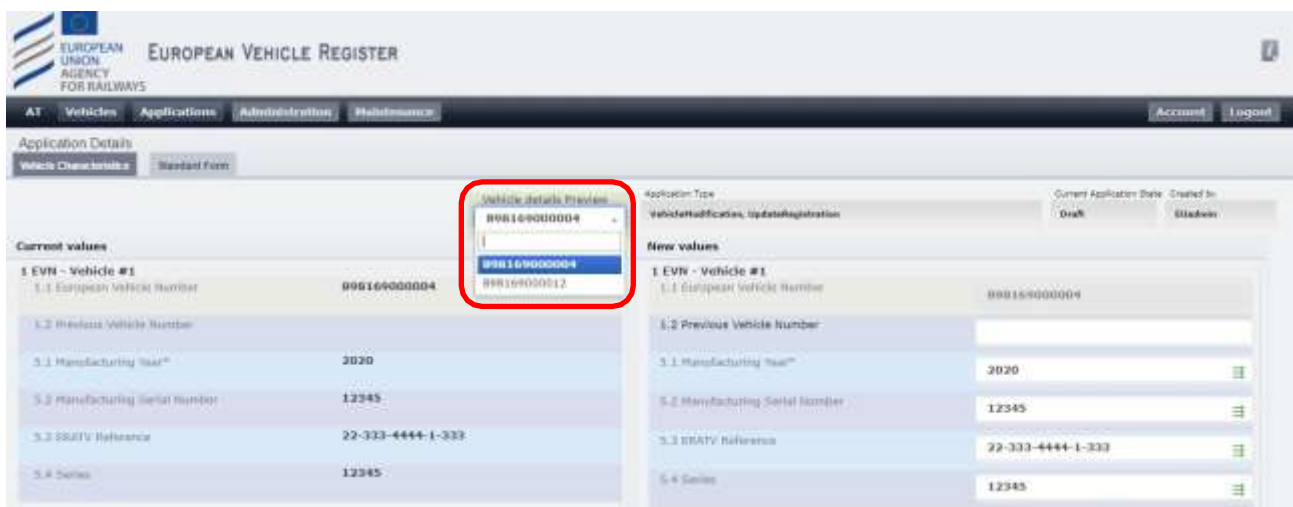 EUROPEAN
UNION
AGENCY
FOR RAILWAYS
EUROPEAN VEHICLE REGISTER
AT Vehicles Applications Administration Maintenance Account Logout
Application Details
Vehicle Characteristics Standard Form
Vehicle details Preview
898169000004
898169000004
898169000012
Application Type
VehicleModification, UpdateRegistration
Current Application State
Draft
Created by
Current values
1 EVN - Vehicle #1
1.1 European Vehicle Number 898169000004
1.2 Previous Vehicle Number
5.1 Manufacturing Year* 2020
5.2 Manufacturing Serial Number 12345
5.3 ERATV Reference 22-333-4444-1-333
5.4 Series 12345
New values
1 EVN - Vehicle #1
1.1 European Vehicle Number 898169000004
1.2 Previous Vehicle Number
5.1 Manufacturing Year* 2020
5.2 Manufacturing Serial Number 12345
5.3 ERATV Reference 22-333-4444-1-333
5.4 Series 12345